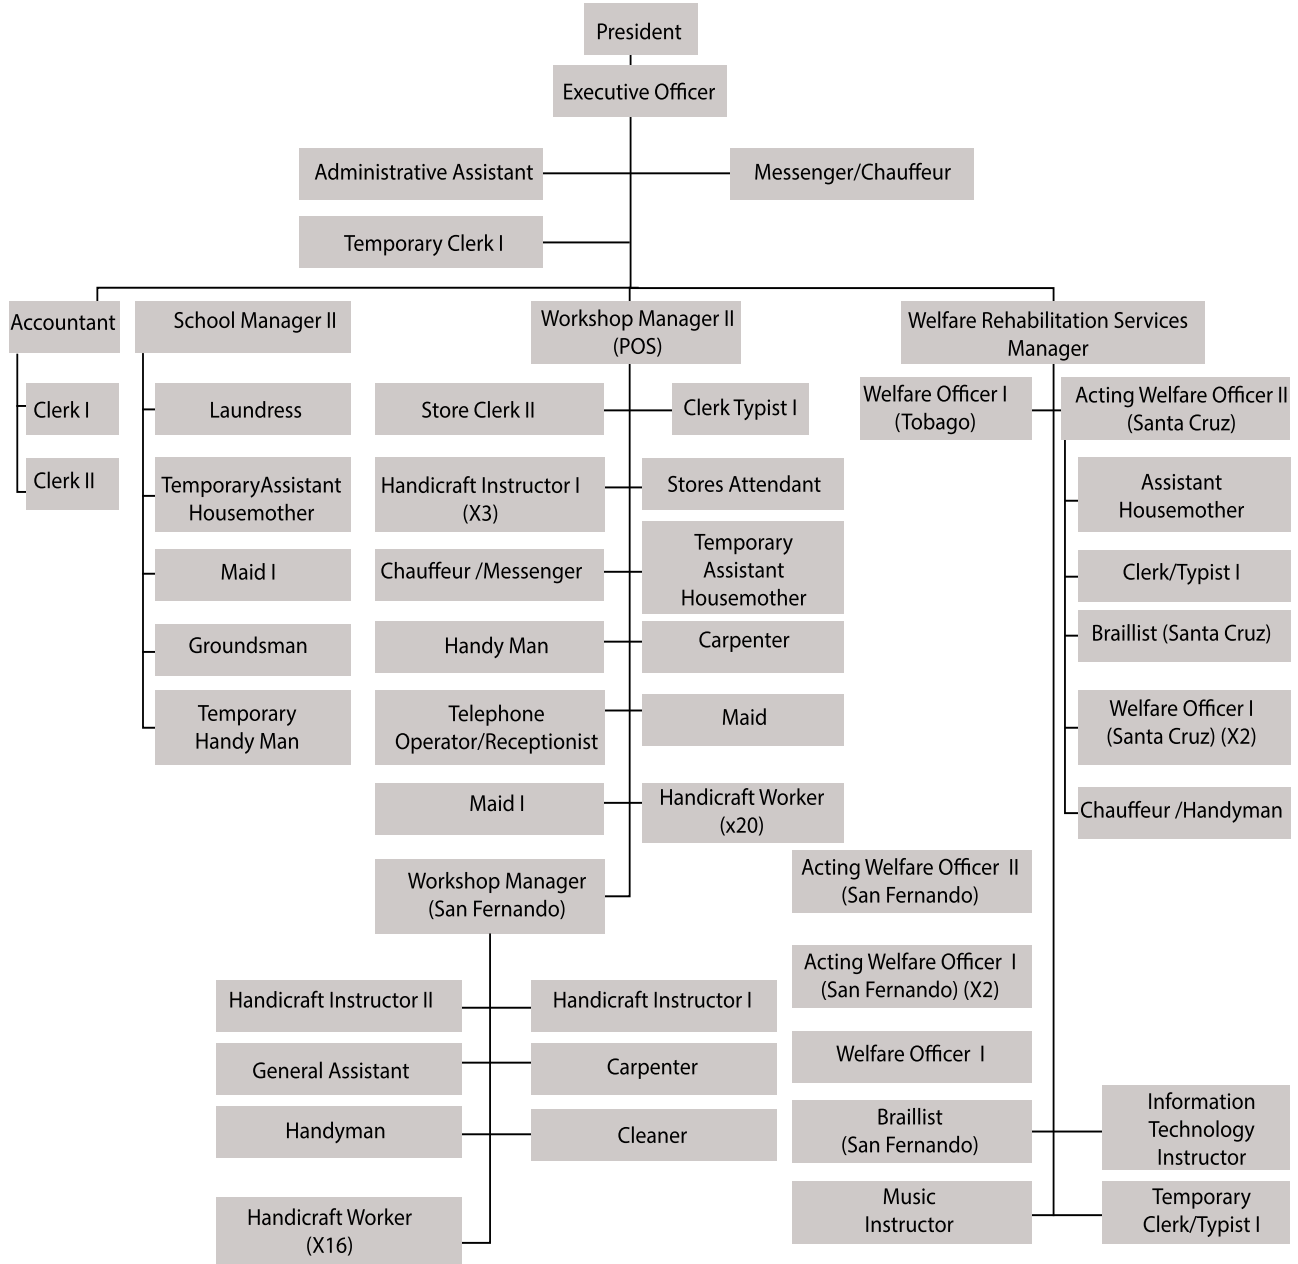 President
Executive Officer
Administrative Assistant
Messenger/Chauffeur
Temporary Clerk I
Accountant
Clerk I
Clerk II
School Manager II
Laundress
TemporaryAssistant
Housemother
Maid I
Groundsman
Temporary
Handy Man
Workshop Manager II
(POS)
Store Clerk II
Clerk Typist I
Handicraft Instructor I
(X3)
Stores Attendant
Chauffeur /Messenger
Temporary
Assistant
Housemother
Handy Man
Carpenter
Telephone
Operator/Receptionist
Maid
Maid I
Handicraft Worker
(x20)
Workshop Manager
(San Fernando)
Handicraft Instructor II
Handicraft Instructor I
General Assistant
Carpenter
Handyman
Cleaner
Handicraft Worker
(X16)
Welfare Rehabilitation Services
Manager
Welfare Officer I
(Tobago)
Acting Welfare Officer II
(Santa Cruz)
Assistant
Housemother
Clerk/Typist I
Braillist (Santa Cruz)
Welfare Officer I
(Santa Cruz) (X2)
Chauffeur /Handyman
Acting Welfare Officer  II
(San Fernando)
Acting Welfare Officer  I
(San Fernando) (X2)
Welfare Officer  I
Braillist
(San Fernando)
Information
Technology
Instructor
Music
Instructor
Temporary
Clerk/Typist I